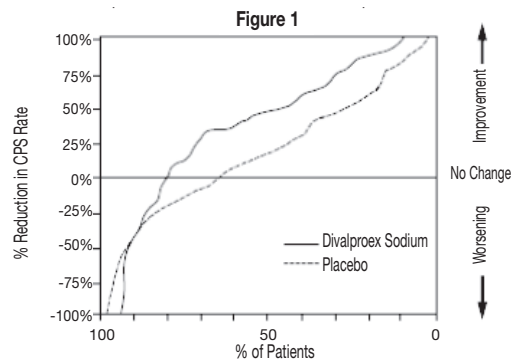 Figure 1
100%
75%
50%
25%
0%
-25%
-50%
-75%
-100%
% Reduction in CPS Rate
Divalproex Sodium
Placebo
100
50
0
% of Patients
Improvement
No Change
Worsening